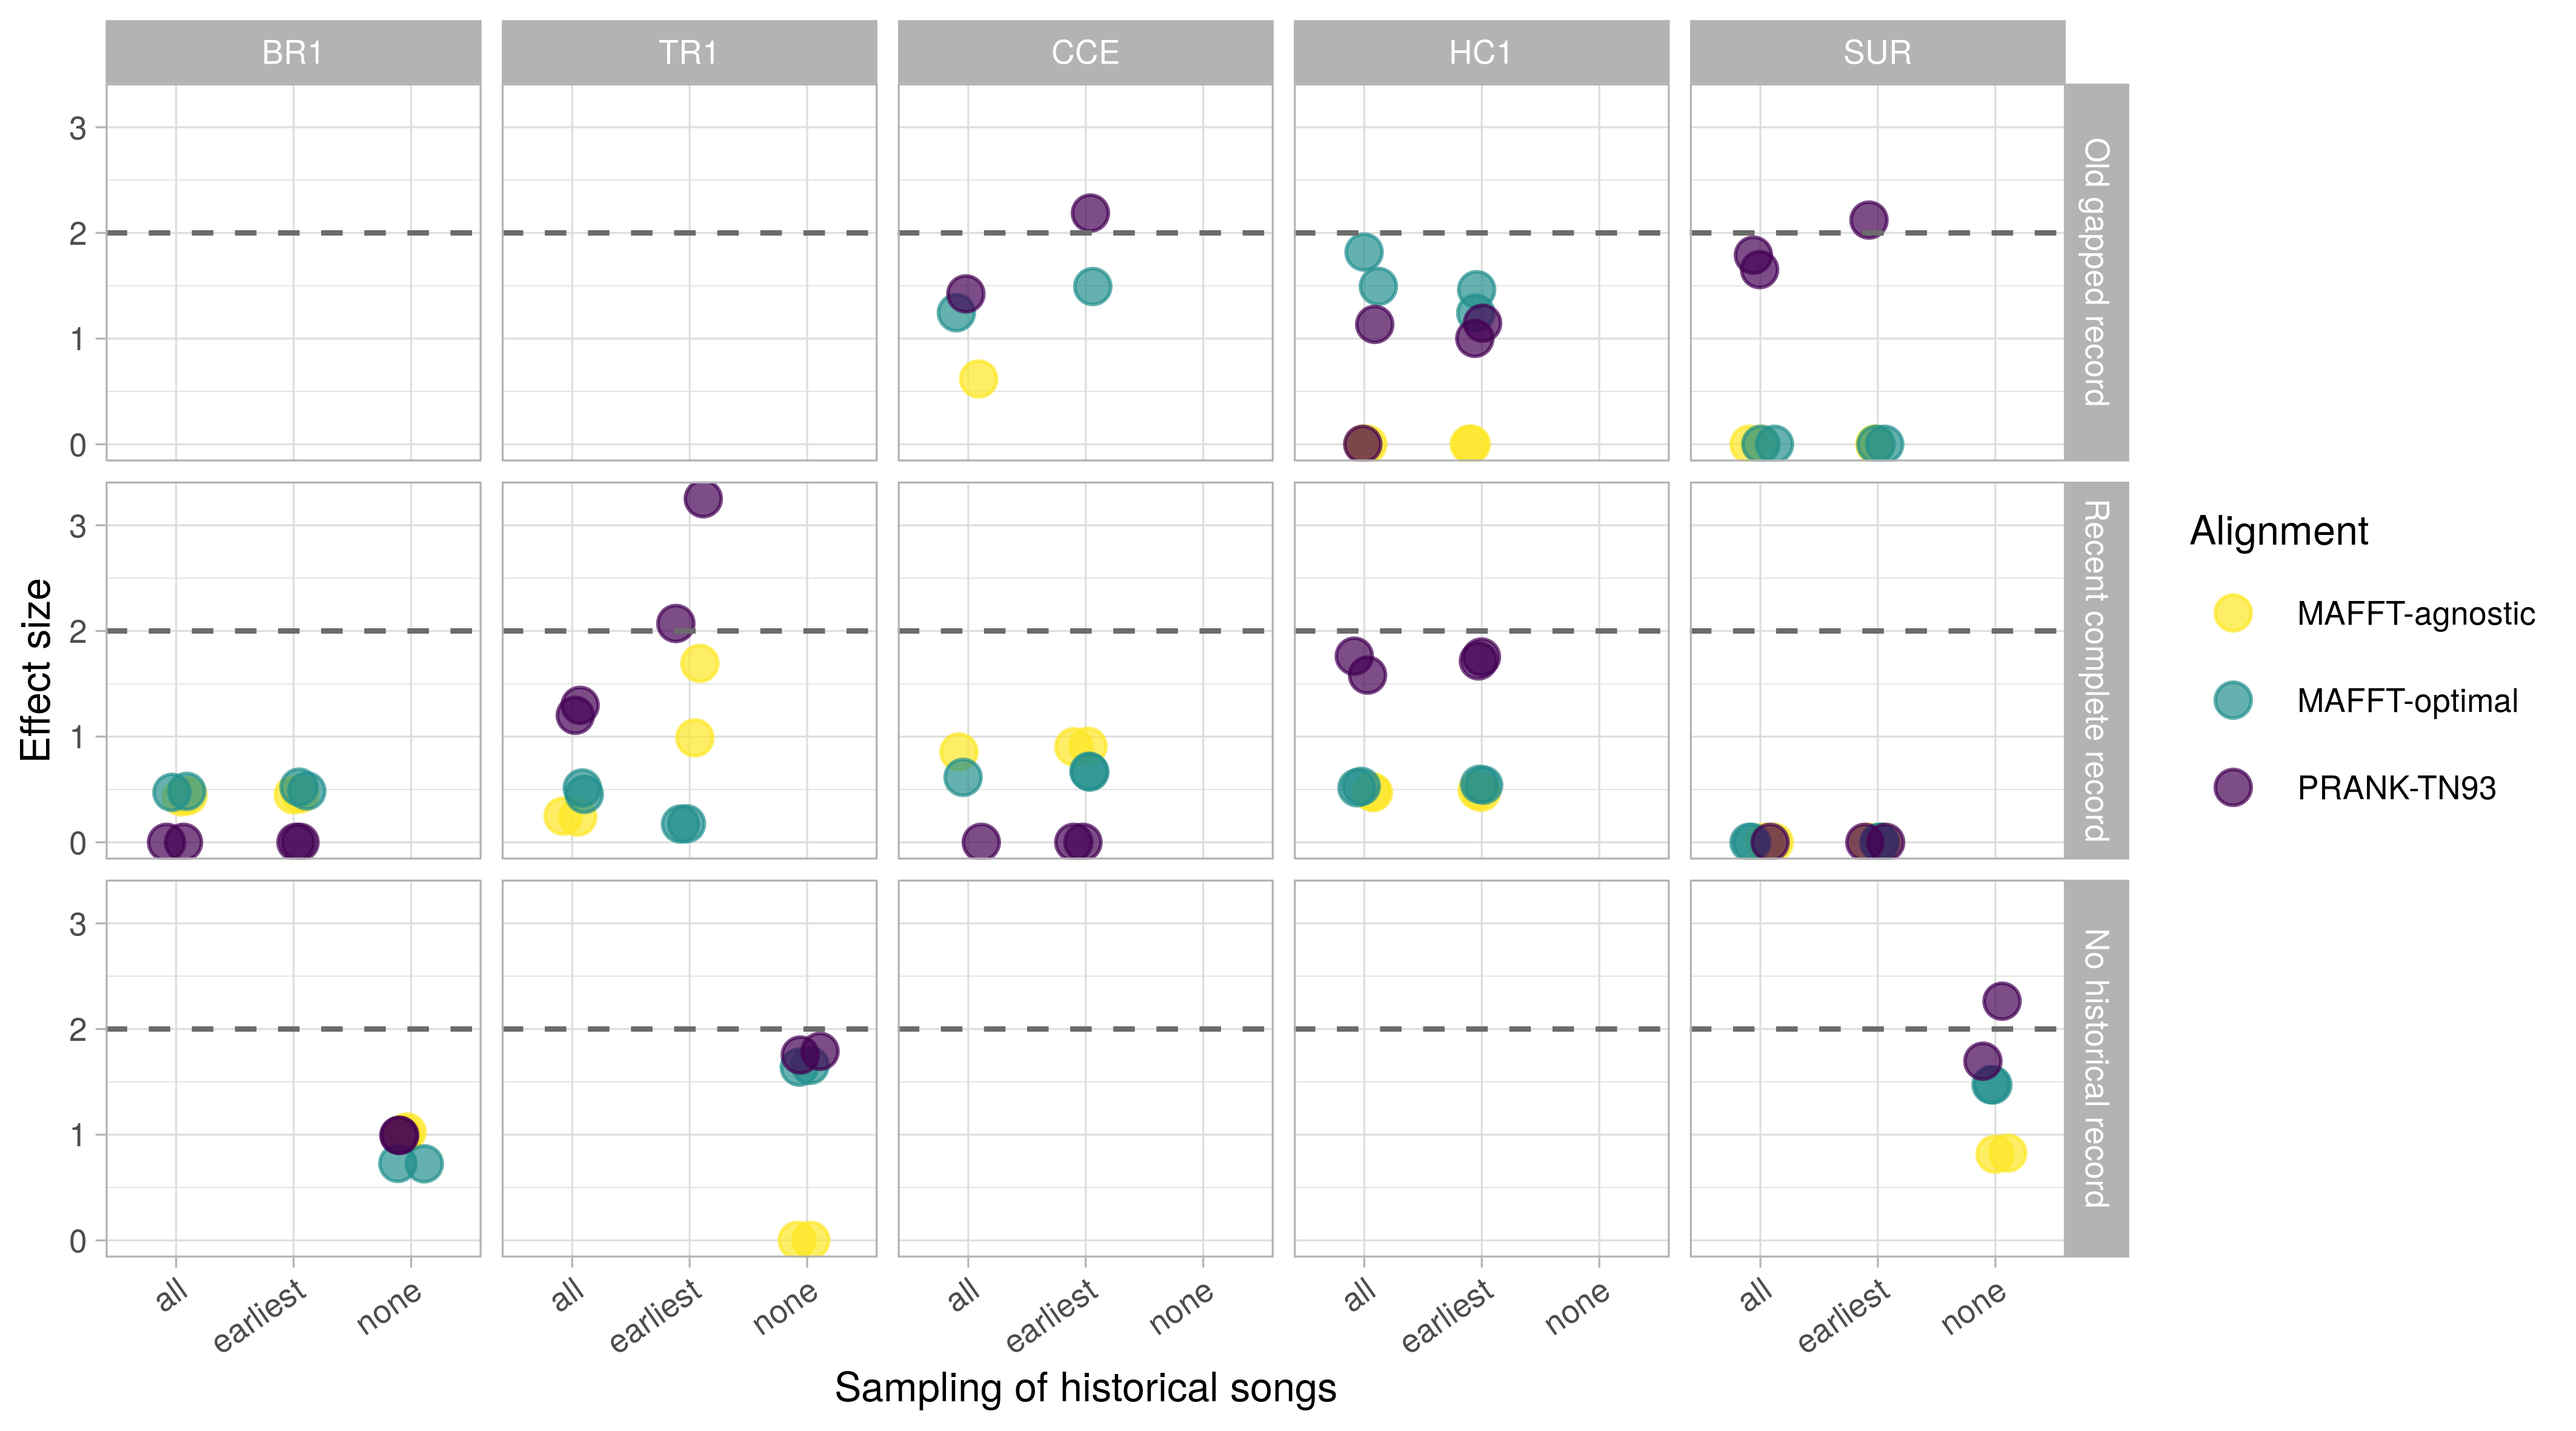 BR1 TR1 CCE HC1 SUR
3
2
1
0
Old gapped record
3
2
1
0
Recent complete record
3
2
1
0
No historical record
Effect size
all earliest none all earliest none all earliest none all earliest none all earliest none
Sampling of historical songs
Alignment
MAFFT-agnostic
MAFFT-optimal
PRANK-TN93